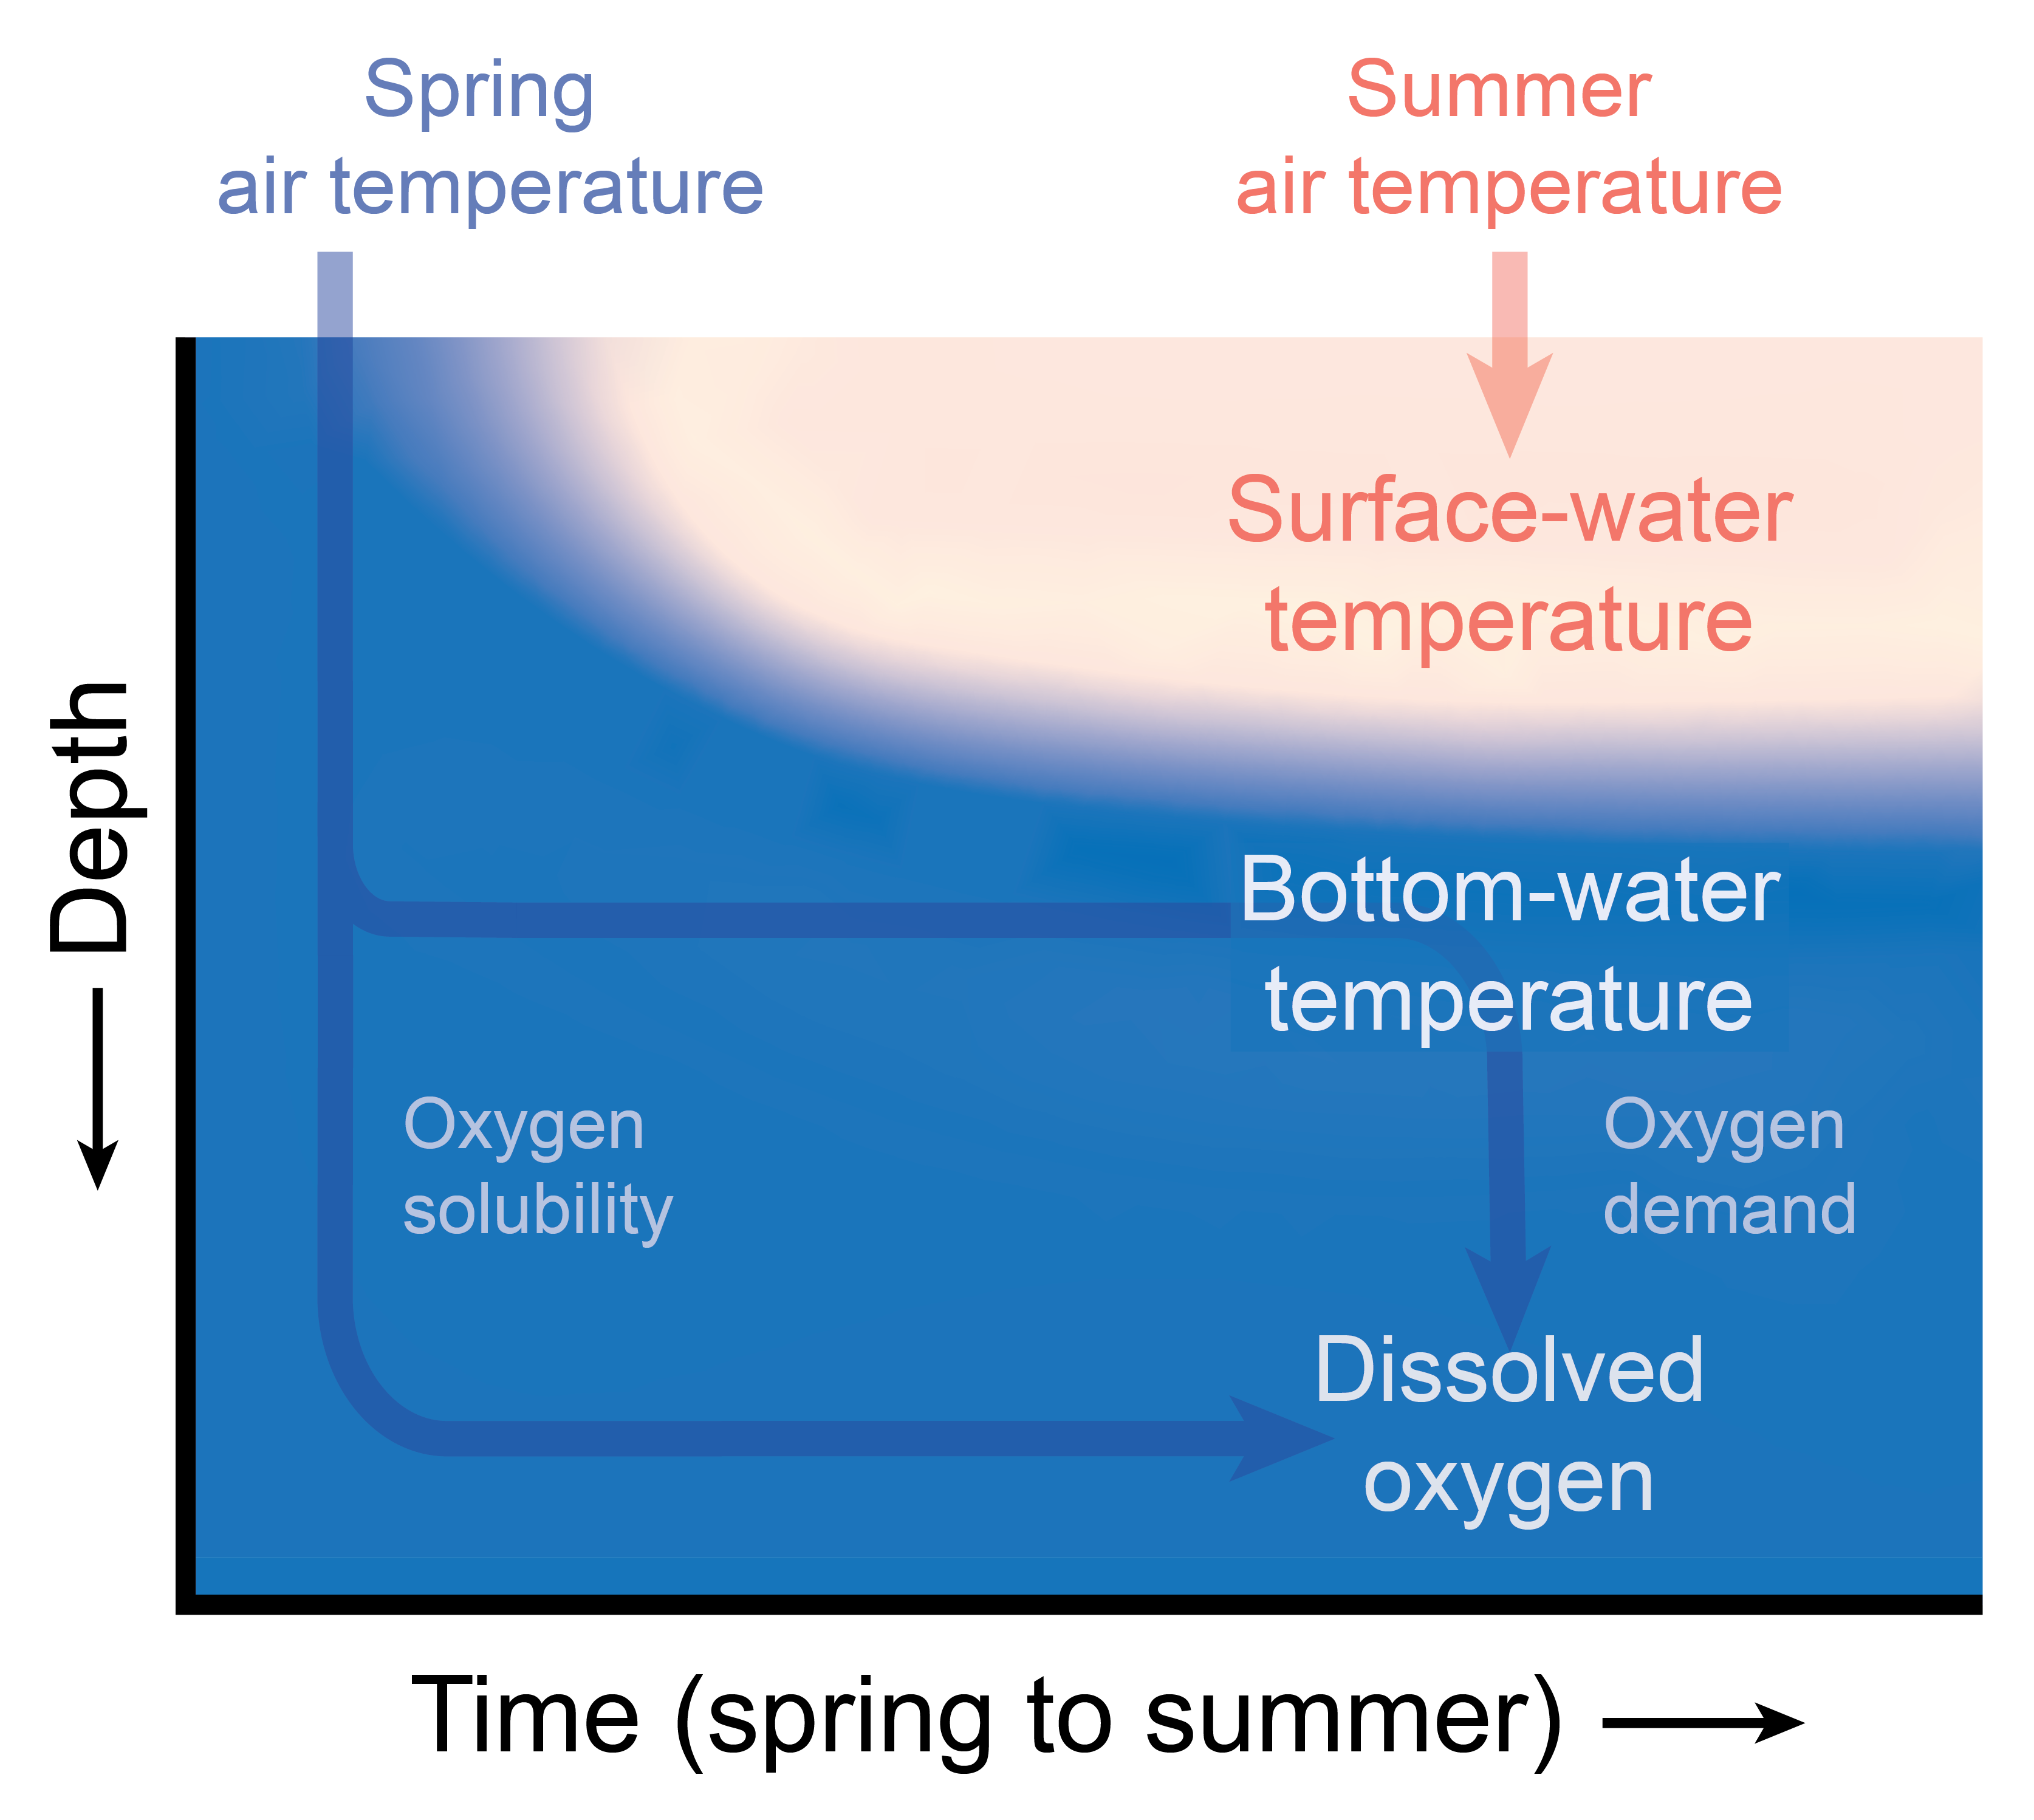 Spring
air temperature
Summer
air temperature
Surface-water
temperature
Depth
Bottom-water
temperature
Oxygen
solubility
Oxygen
demand
Dissolved
oxygen
Time (spring to summer)